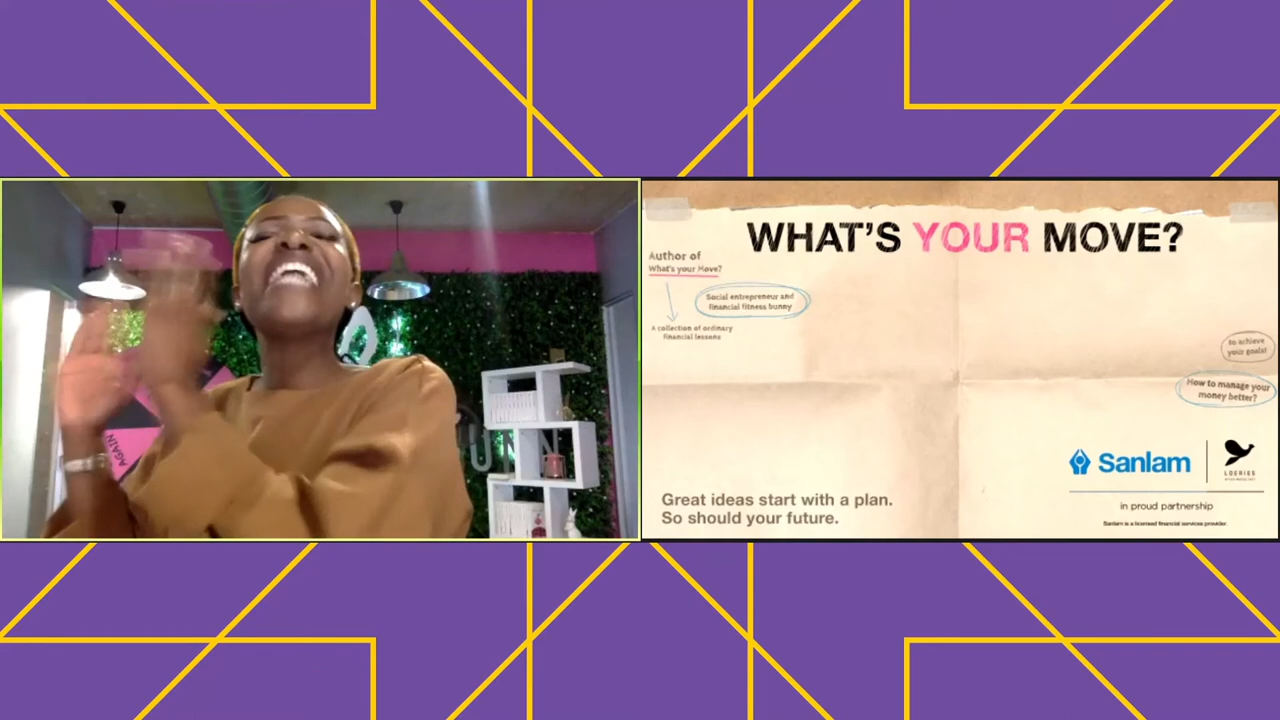 AGAIN
WHAT'S YOUR MOVE?
Author of
What's your Move?
Social entrepreneur and
financial fitness bunny
A collection of ordinary
financial lessons
to achieve
your goals!
How to manage your
money better?
Great ideas start with a plan.
So should your future.
Sanlam
LOERIES
in proud partnership
Sanlam is a licensed financial services provider.